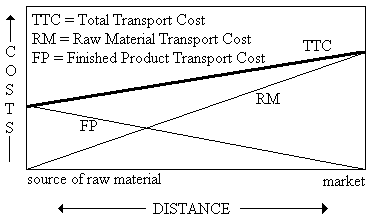 TTC = Total Transport Cost
RM = Raw Material Transport Cost
FP = Finished Product Transport Cost
TTC
RM
FP
COSTS
source of raw material
market
DISTANCE